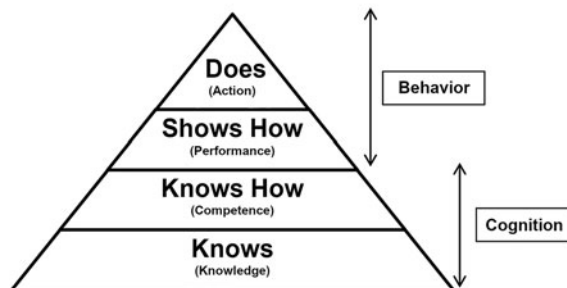 Does
(Action)
Behavior
Shows How
(Performance)
Knows How
(Competence)
Cognition
Knows
(Knowledge)